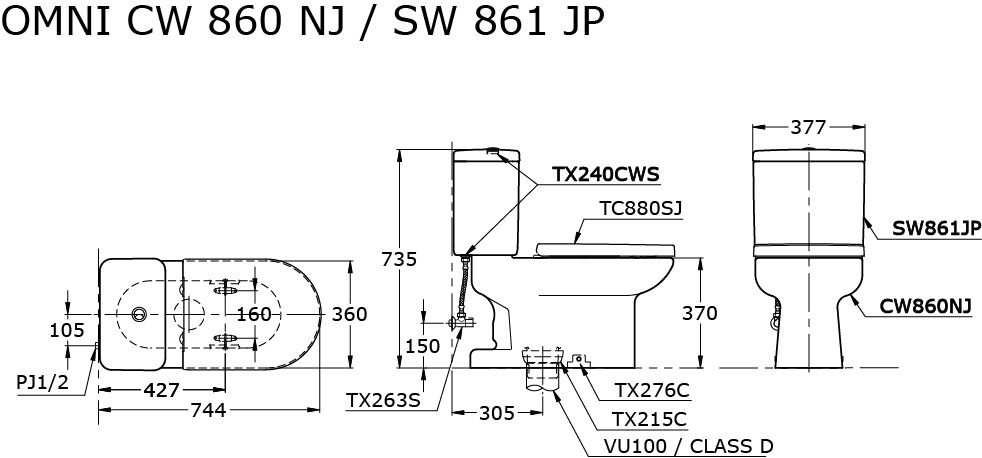 OMNI CW 860 NJ / SW 861 JP
377
TX240CWS
TC880SJ
SW861JP
735
CW860NJ
160
360
370
105
150
PJ1/2
427
TX263S
TX276C
744
305
TX215C
VU100 / CLASS D